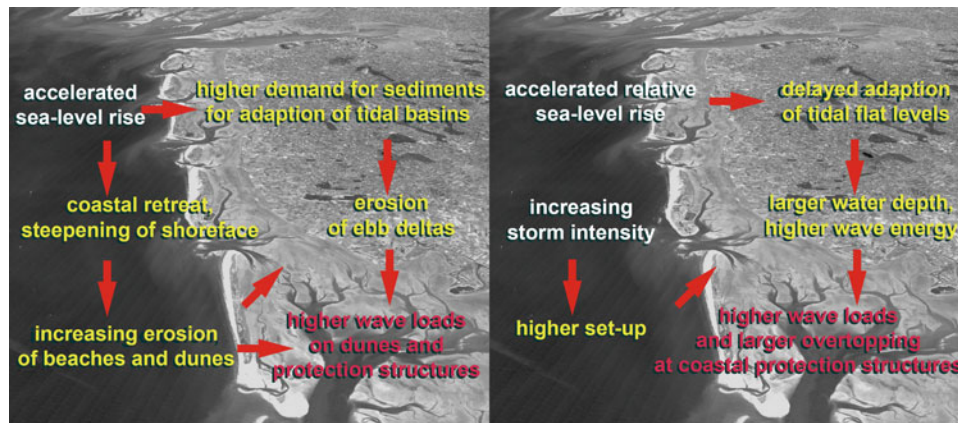 accelerated
sea-level rise
higher demand for sediments
for adaption of tidal basins
coastal retreat,
steepening of shoreface
erosion
of ebb deltas
increasing erosion
of beaches and dunes
higher wave loads
on dunes and
protection structures
accelerated relative
sea-level rise
delayed adaption
of tidal flat levels
increasing
storm intensity
larger water depth,
higher wave energy
higher set-up
higher wave loads
and larger overtopping
at coastal protection structures